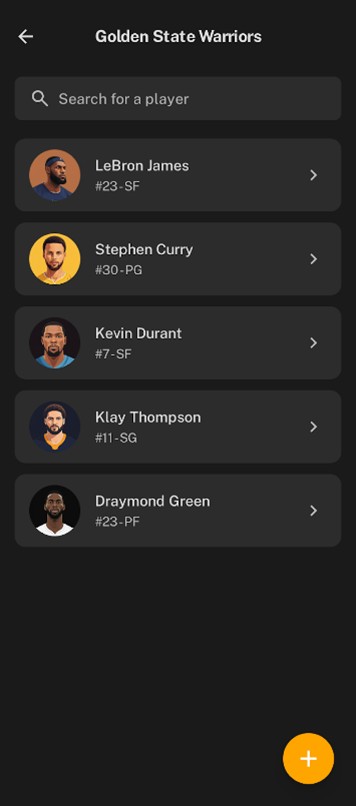 Golden State Warriors
Search for a player
LeBron James
#23-SF
Stephen Curry
#30-PG
Kevin Durant
#7-SF
Klay Thompson
#11-SG
Draymond Green
#23-PF